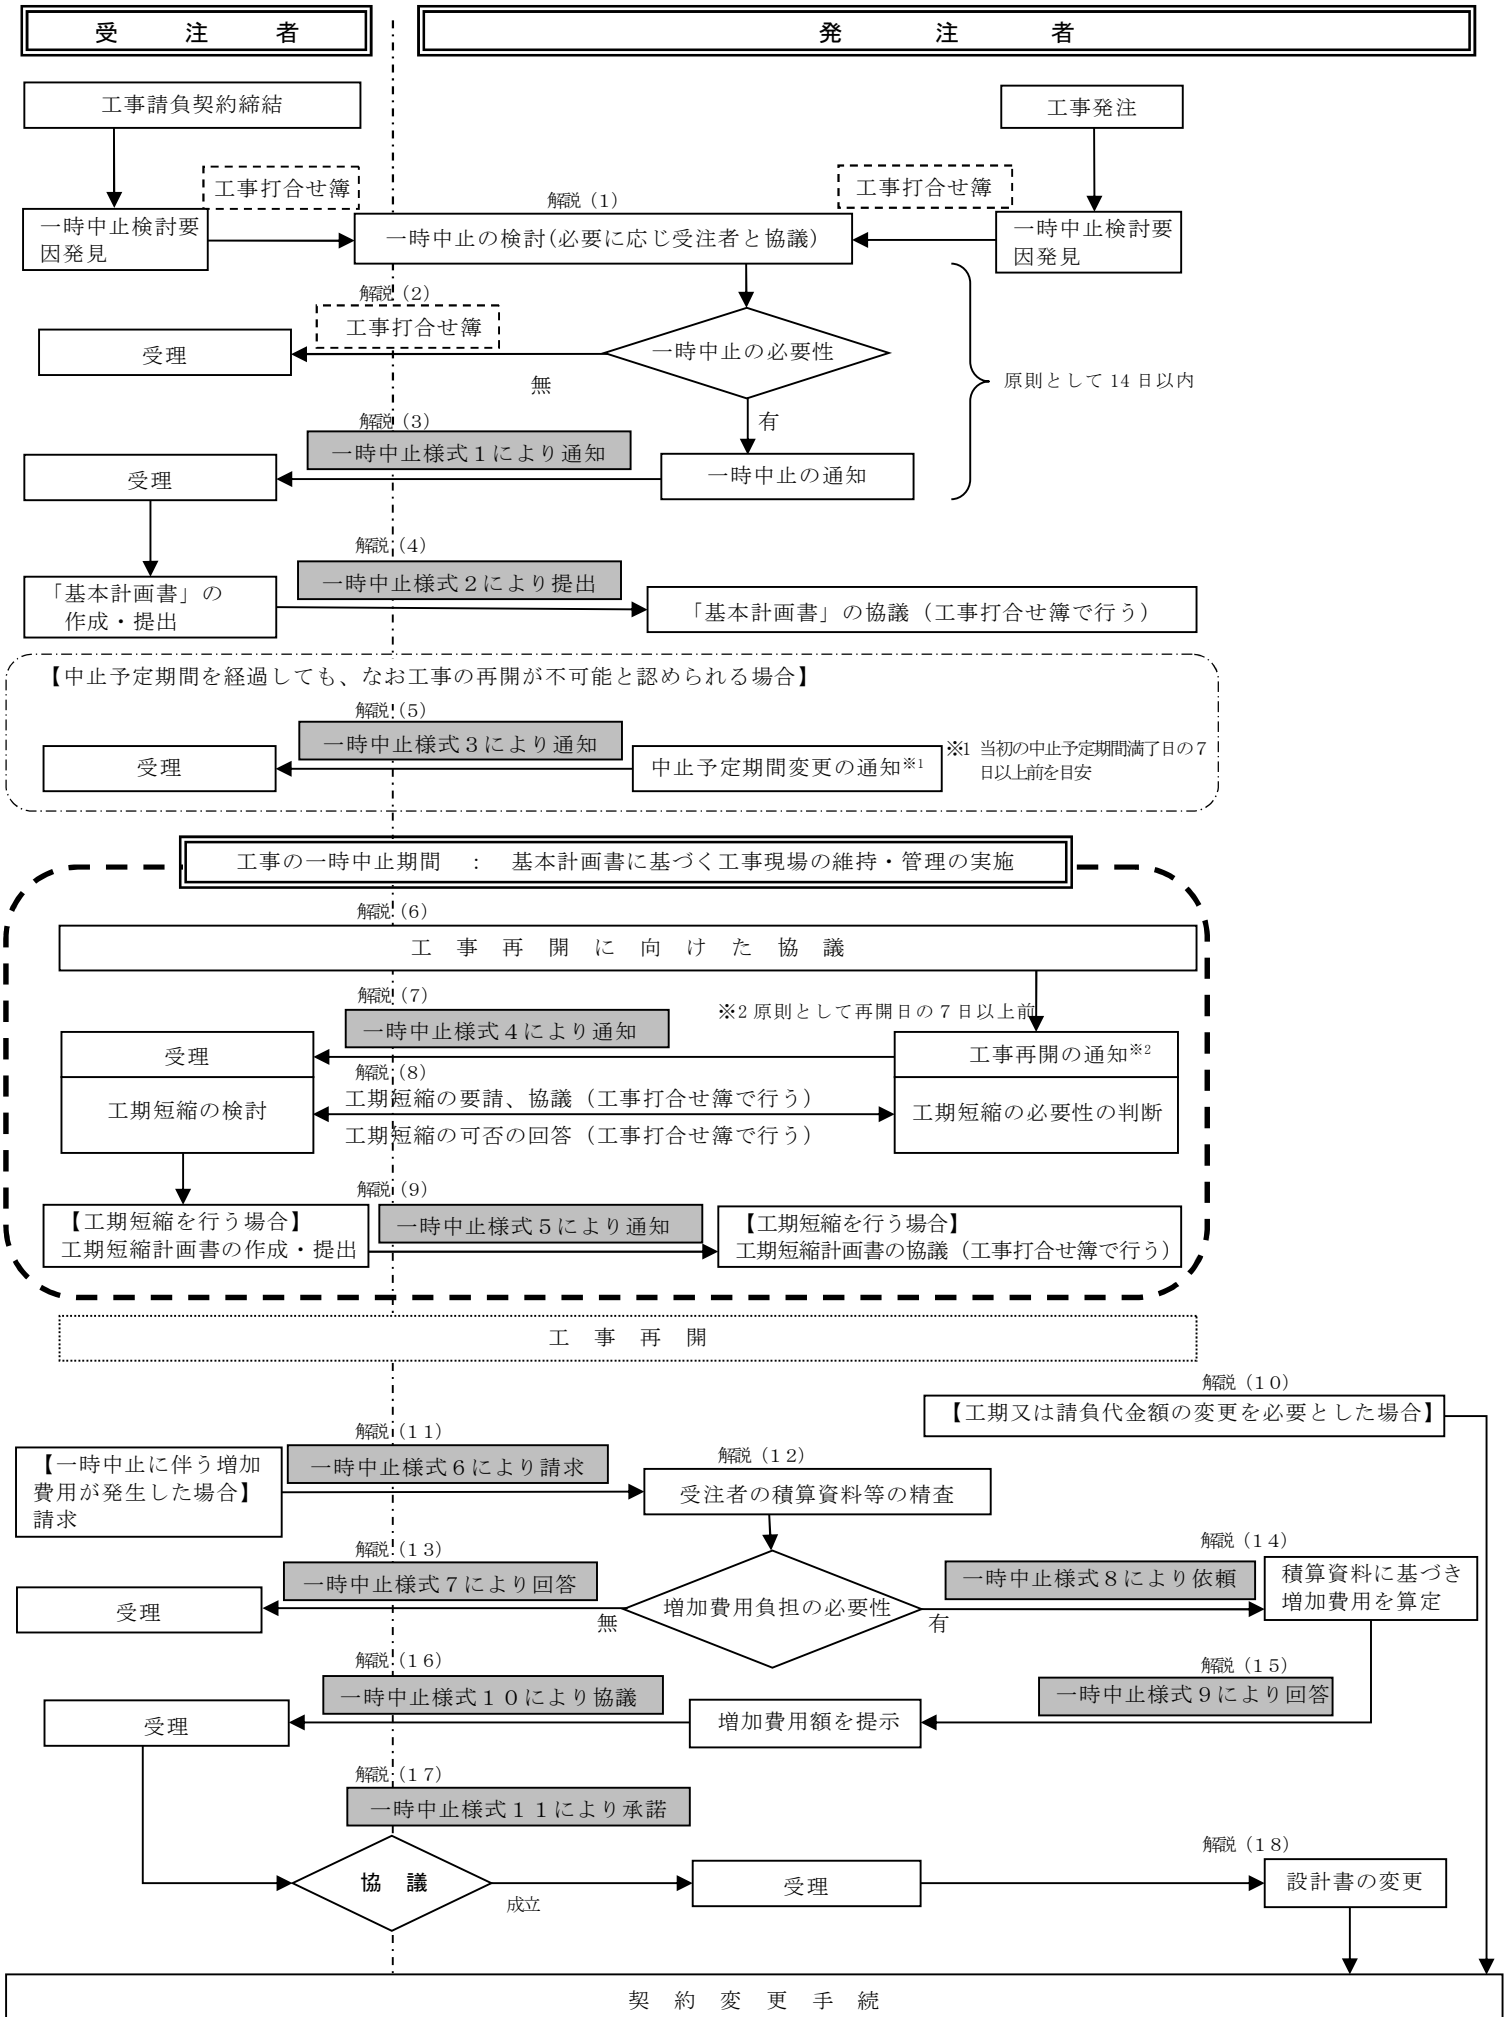 受　注　者
発　注　者
工事請負契約締結
工事発注
工事打合せ簿
工事打合せ簿
解説（1）
一時中止検討要
因発見
一時中止の検討(必要に応じ受注者と協議)
一時中止検討要
因発見
解説（2）
工事打合せ簿
受理
一時中止の必要性
無
原則として 14 日以内
有
解説（3）
一時中止様式１により通知
受理
一時中止の通知
解説（4）
一時中止様式２により提出
「基本計画書」の
作成・提出
「基本計画書」の協議（工事打合せ簿で行う）
【中止予定期間を経過しても、なお工事の再開が不可能と認められる場合】
解説（5）
一時中止様式３により通知
受理
中止予定期間変更の通知※1
※1 当初の中止予定期間満了日の７
日以上前を目安
工事の一時中止期間　：　基本計画書に基づく工事現場の維持・管理の実施
解説（6）
工　事　再　開　に　向　け　た　協　議
解説（7）
※2 原則として再開日の７日以上前
一時中止様式４により通知
受理
工事再開の通知※2
解説（8）
工期短縮の要請、協議（工事打合せ簿で行う）
工期短縮の検討
工期短縮の必要性の判断
工期短縮の可否の回答（工事打合せ簿で行う）
解説（9）
【工期短縮を行う場合】
工期短縮計画書の作成・提出
一時中止様式５により通知
【工期短縮を行う場合】
工期短縮計画書の協議（工事打合せ簿で行う）
工　事　再　開
解説（１０）
【工期又は請負代金額の変更を必要とした場合】
解説（１１）
一時中止様式６により請求
【一時中止に伴う増加
費用が発生した場合】
請求
解説（１２）
受注者の積算資料等の精査
解説（１３）
一時中止様式７により回答
受理
無
増加費用負担の必要性
有
解説（１４）
一時中止様式８により依頼
積算資料に基づき
増加費用を算定
解説（１５）
一時中止様式９により回答
解説（１６）
一時中止様式１０により協議
受理
増加費用額を提示
解説（１７）
一時中止様式１１により承諾
協　議
成立
受理
解説（１８）
設計書の変更
契　約　変　更　手　続